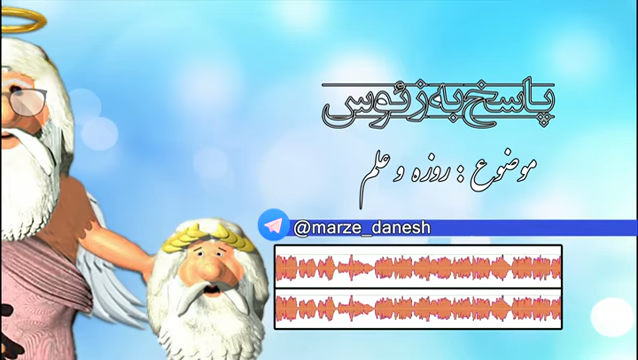 پاسخ به زئوس
موضوع : روزه و علم
@marze_danesh